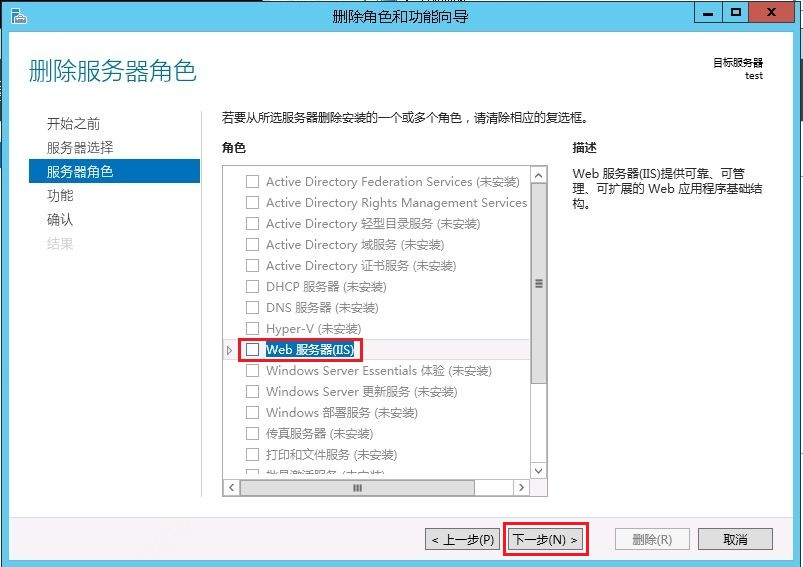 删除角色和功能向导
删除服务器角色
目标服务器
test
开始之前
服务器选择
服务器角色
功能
确认
结果
若要从所选服务器删除安装的一个或多个角色，请清除相应的复选框。
角色
Active Directory Federation Services (未安装)
Active Directory Rights Management Services
Active Directory 轻型目录服务 (未安装)
Active Directory 域服务 (未安装)
Active Directory 证书服务 (未安装)
DHCP 服务器 (未安装)
DNS 服务器 (未安装)
Hyper-V (未安装)
Web 服务器(IIS)
Windows Server Essentials 体验 (未安装)
Windows Server 更新服务 (未安装)
Windows 部署服务 (未安装)
传真服务器 (未安装)
打印和文件服务 (未安装)
描述
Web 服务器(IIS)提供可靠、可管
理、可扩展的 Web 应用程序基础结
构。
< 上一步(P)
下一步(N) >
删除(R)
取消